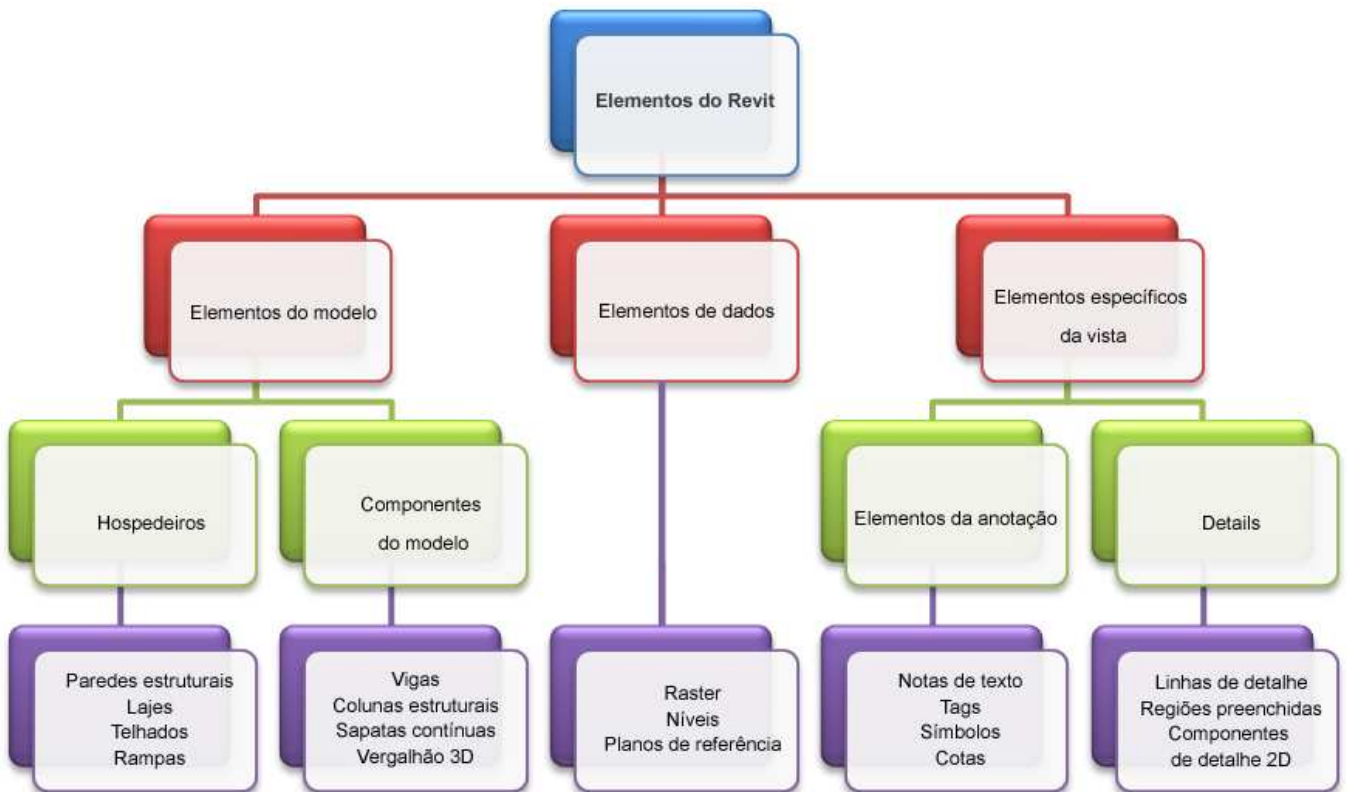 Elementos do Revit
Elementos do modelo
Elementos de dados
Elementos específicos
da vista
Hospedeiros
Componentes
do modelo
Elementos da anotação
Details
Paredes estruturais
Lajes
Telhados
Rampas
Vigas
Colunas estruturais
Sapatas contínuas
Vergalhão 3D
Raster
Níveis
Planos de referência
Notas de texto
Tags
Símbolos
Cotas
Linhas de detalhe
Regiões preenchidas
Componentes
de detalhe 2D